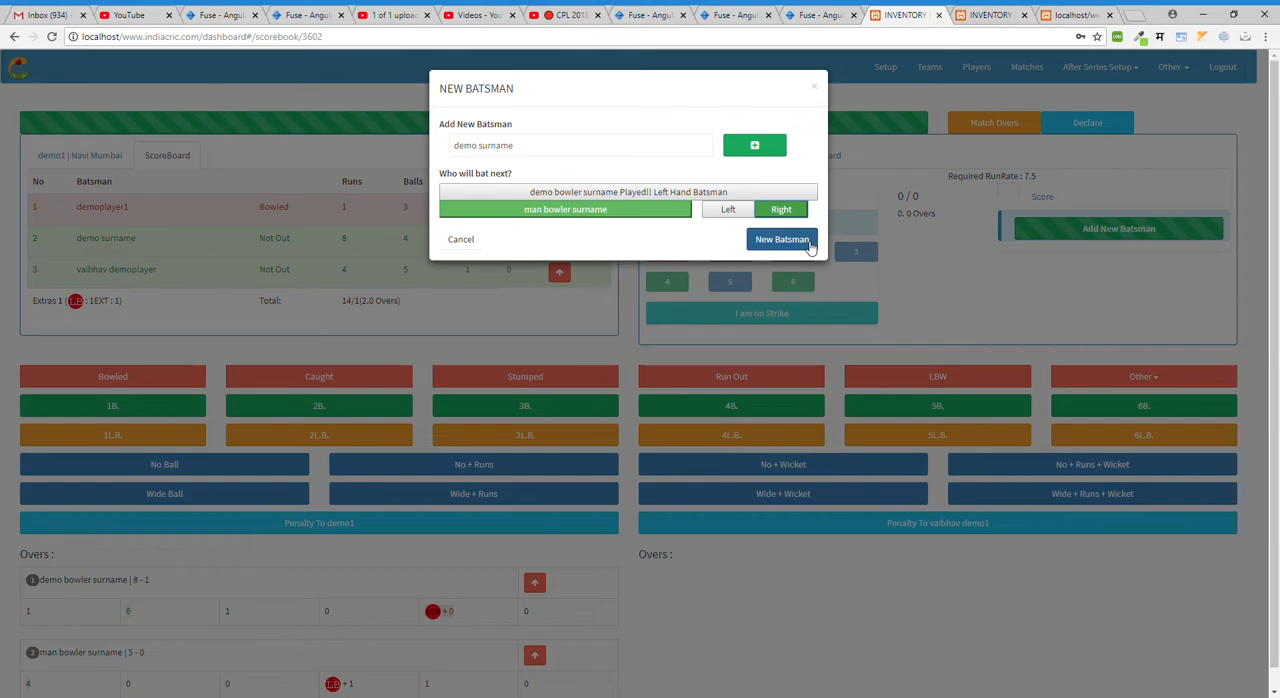 Inbox (934)
YouTube
Fuse - Angul
Fuse - Angul
1 of 1 upload
Videos - You
CPL 2018
Fuse - Angul
Fuse - Angul
Fuse - Angul
INVENTORY
INVENTORY
localhost/w
localhost/www.indiacric.com/dashboard#/scorebook/3602
Setup
Teams
Players
Matches
After Series Setup
Other
Logout
NEW BATSMAN
×
Add New Batsman
demo surname
Who will bat next?
demo bowler surname Played!! Left Hand Batsman
man bowler surname
Left
Right
Cancel
New Batsman
Match Overs
Declare
demo1 | Navi Mumbai
ScoreBoard
No Batsman Runs Balls
1 demoplayer1 Bowled 1 3
2 demo surname Not Out 8 4
3 vaibhav demoplayer Not Out 4 5 1 0
Extras 1 ( LB : 1EXT : 1) Total: 14/1(2.0 Overs)
Required RunRate : 7.5
0 / 0
Score
0. 0 Overs
Add New Batsman
3
4
5
6
I am on Strike
Bowled
Caught
Stumped
Run Out
LBW
Other
1B.
2B.
3B.
4B.
5B.
6B.
1L.B.
2L.B.
3L.B.
4L.B.
5L.B.
6L.B.
No Ball
No + Runs
No + Wicket
No + Runs + Wicket
Wide Ball
Wide + Runs
Wide + Wicket
Wide + Runs + Wicket
Penalty To demo1
Penalty To vaibhav demo1
Overs :
Overs :
1 demo bowler surname | 8 - 1
1 6 1 0 + 0 0
2 man bowler surname | 5 - 0
4 0 0 LB + 1 1 0